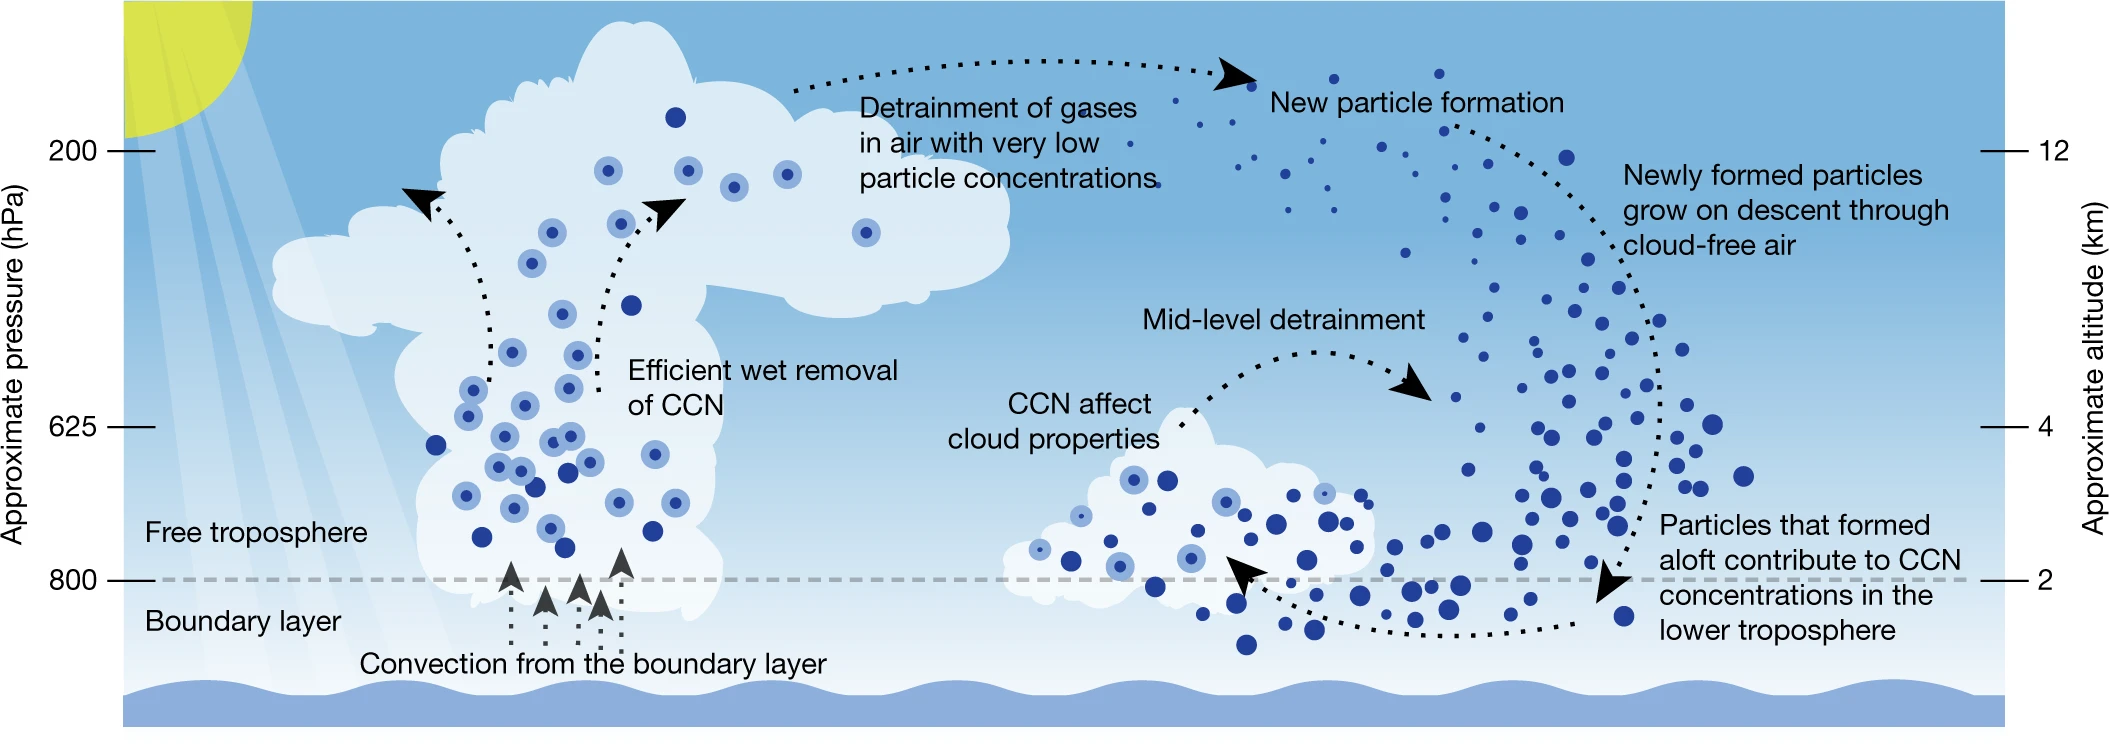 Approximate pressure (hPa)
200
625
800
Free troposphere
Boundary layer
Convection from the boundary layer
Efficient wet removal
of CCN
Detrainment of gases
in air with very low
particle concentrations
New particle formation
Newly formed particles
grow on descent through
cloud-free air
Mid-level detrainment
CCN affect
cloud properties
Particles that formed
aloft contribute to CCN
concentrations in the
lower troposphere
12
4
2
Approximate altitude (km)